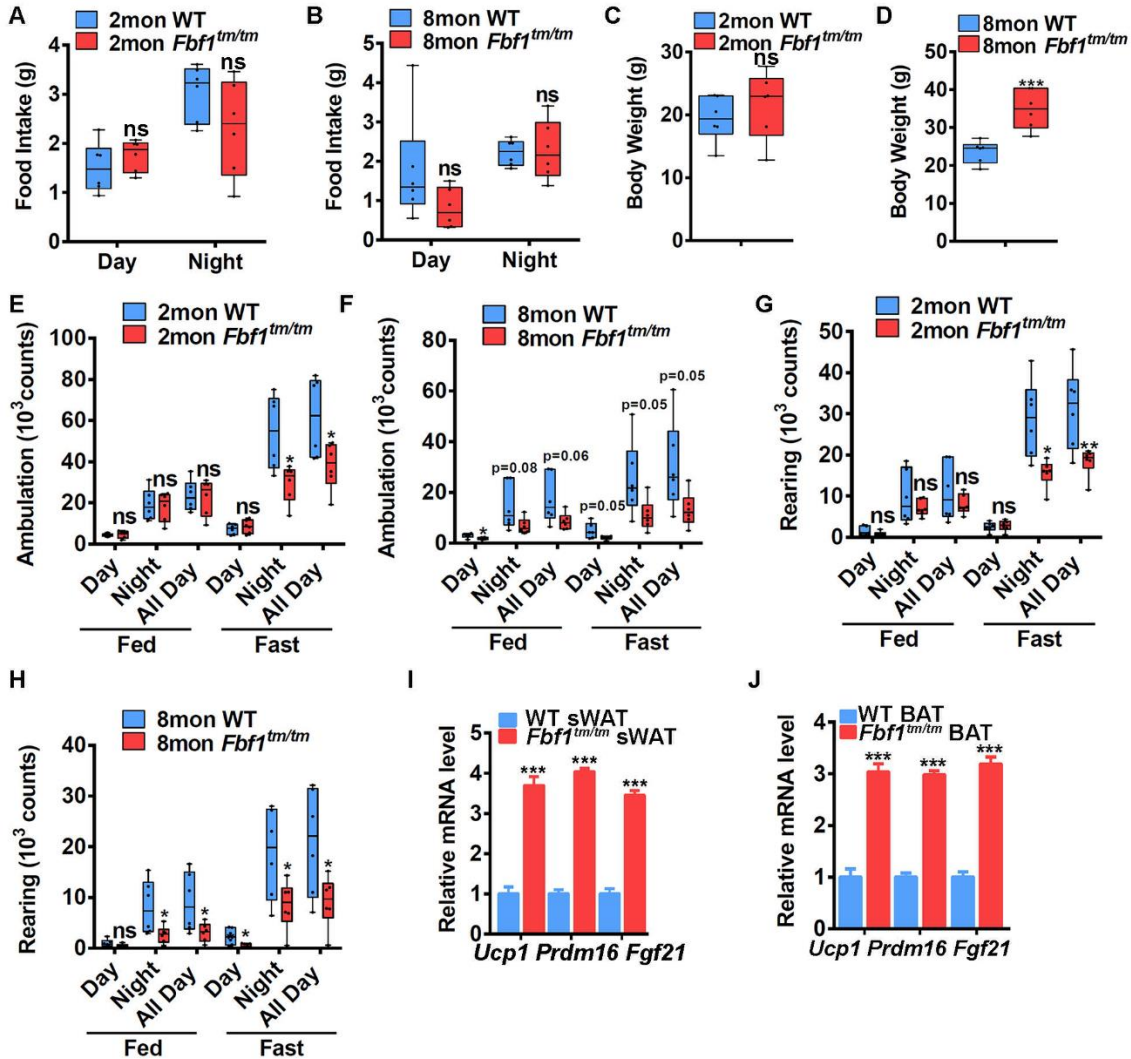 A
2mon WT
2mon Fbf1tm/tm
Food Intake (g)
4
3
2
1
0
ns
ns
Day
Night
B
8mon WT
8mon Fbf1tm/tm
Food Intake (g)
5
4
3
2
1
0
ns
ns
Day
Night
C
2mon WT
2mon Fbf1tm/tm
Body Weight (g)
30
20
10
0
ns
D
8mon WT
8mon Fbf1tm/tm
Body Weight (g)
50
40
30
20
10
0
***
E
2mon WT
2mon Fbf1tm/tm
Ambulation (103 counts)
100
80
60
40
20
0
ns
ns
ns
ns
*
*
Day
Night
All Day
Day
Night
All Day
Fed
Fast
F
8mon WT
8mon Fbf1tm/tm
Ambulation (103 counts)
80
60
40
20
0
*
p=0.08
p=0.06
p=0.05
p=0.05
p=0.05
Day
Night
All Day
Day
Night
All Day
Fed
Fast
G
2mon WT
2mon Fbf1tm/tm
Rearing (103 counts)
50
40
30
20
10
0
ns
ns
ns
ns
*
**
Day
Night
All Day
Day
Night
All Day
Fed
Fast
H
8mon WT
8mon Fbf1tm/tm
Rearing (103 counts)
40
30
20
10
0
ns
*
*
*
*
*
Day
Night
All Day
Day
Night
All Day
Fed
Fast
I
WT sWAT
Fbf1tm/tm sWAT
Relative mRNA level
5
4
3
2
1
0
***
***
***
Ucp1 Prdm16 Fgf21
J
WT BAT
Fbf1tm/tm BAT
Relative mRNA level
4
3
2
1
0
***
***
***
Ucp1 Prdm16 Fgf21